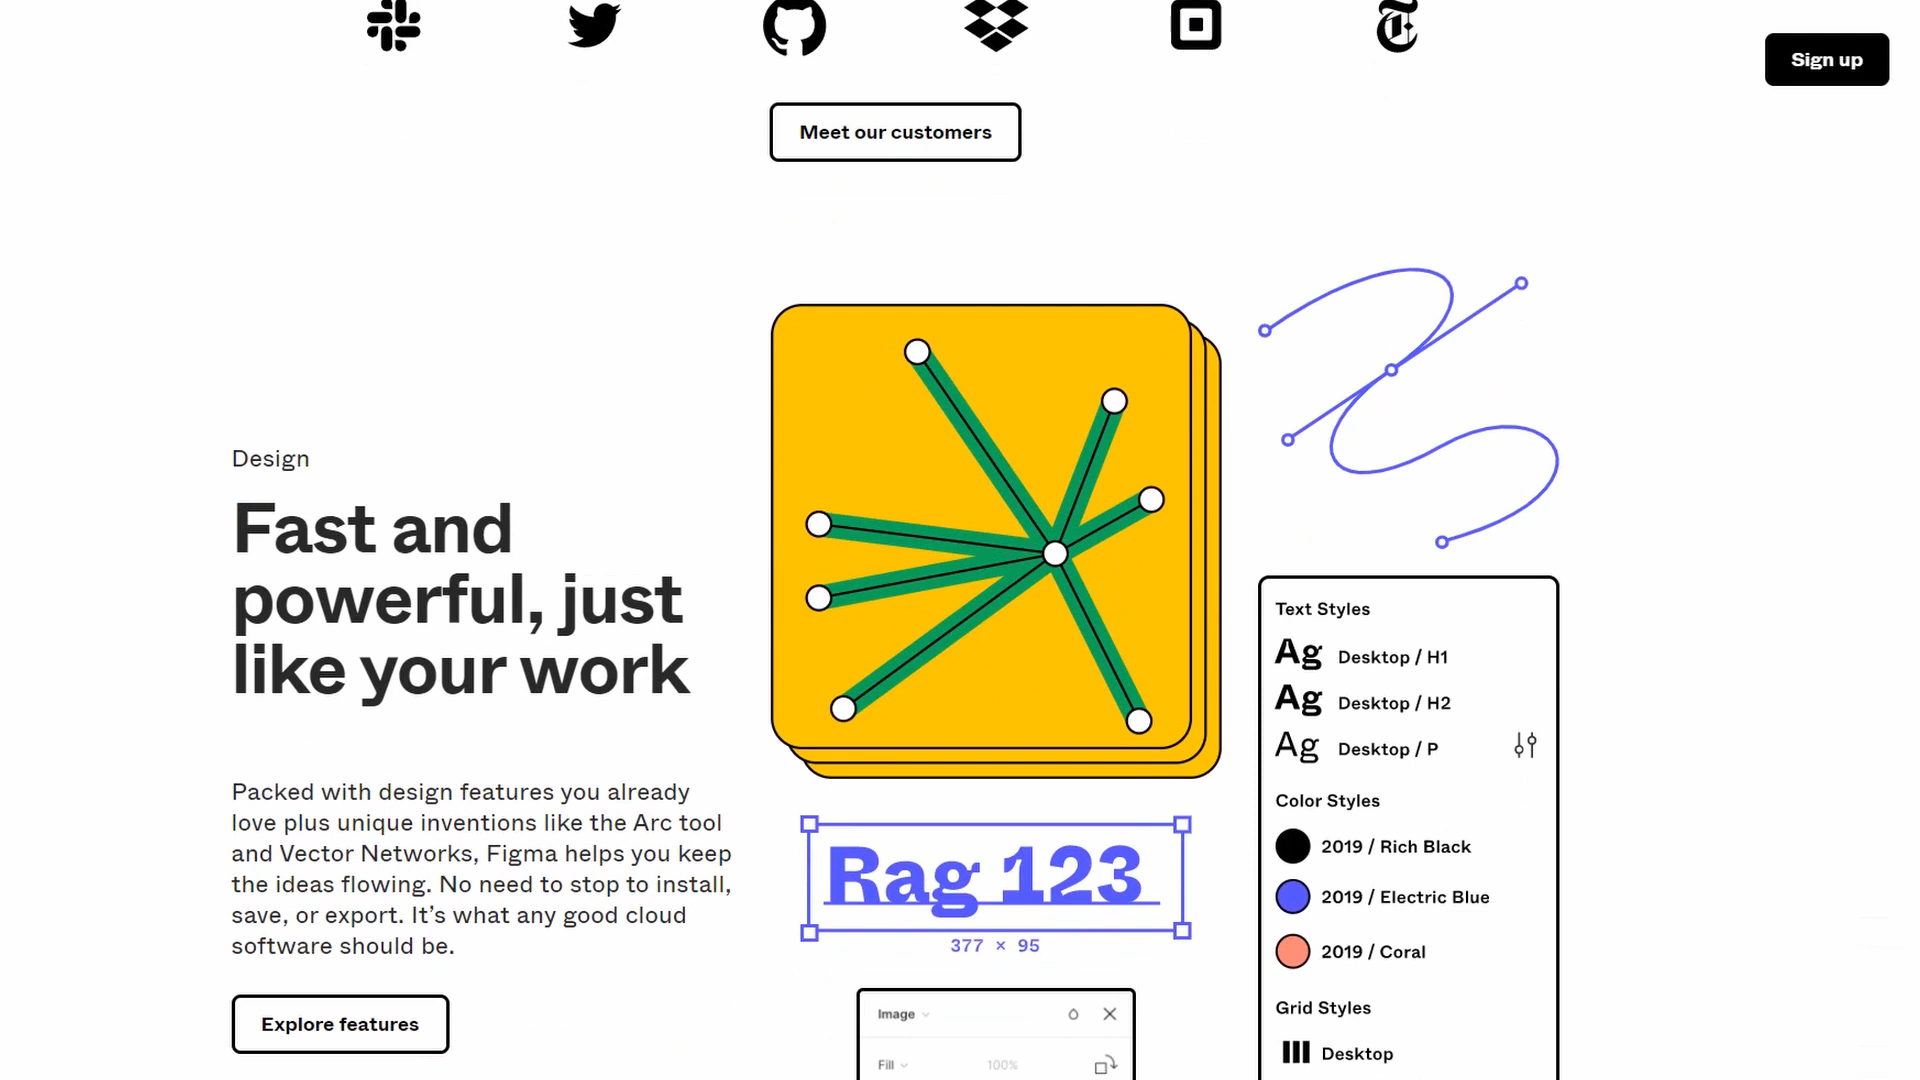 Sign up
Meet our customers
Design
Fast and
powerful, just
like your work
Packed with design features you already
love plus unique inventions like the Arc tool
and Vector Networks, Figma helps you keep
the ideas flowing. No need to stop to install,
save, or export. It’s what any good cloud
software should be.
Explore features
Rag 123
377 × 95
Image
Fill
100%
Text Styles
Ag Desktop / H1
Ag Desktop / H2
Ag Desktop / P
Color Styles
2019 / Rich Black
2019 / Electric Blue
2019 / Coral
Grid Styles
Desktop